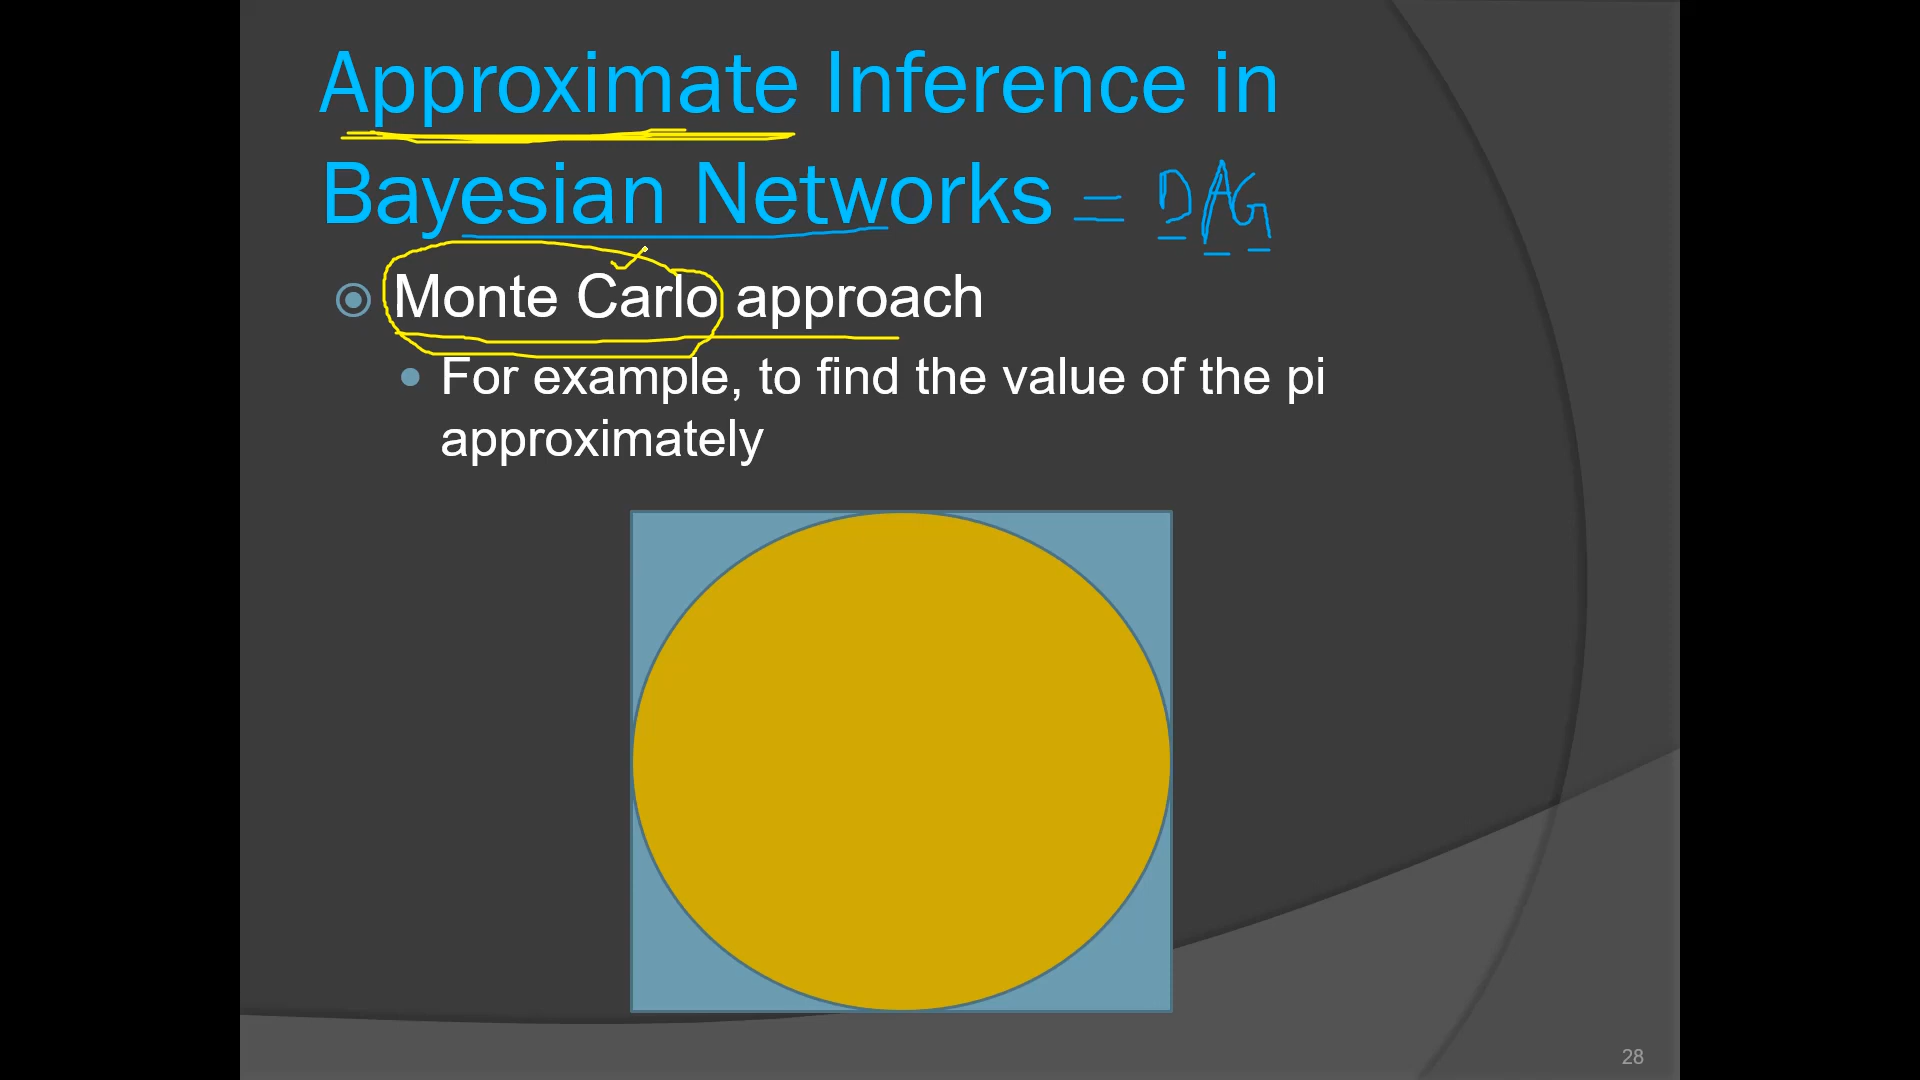 Approximate Inference in
Bayesian Networks = DAG
Monte Carlo approach
For example, to find the value of the pi
approximately
28